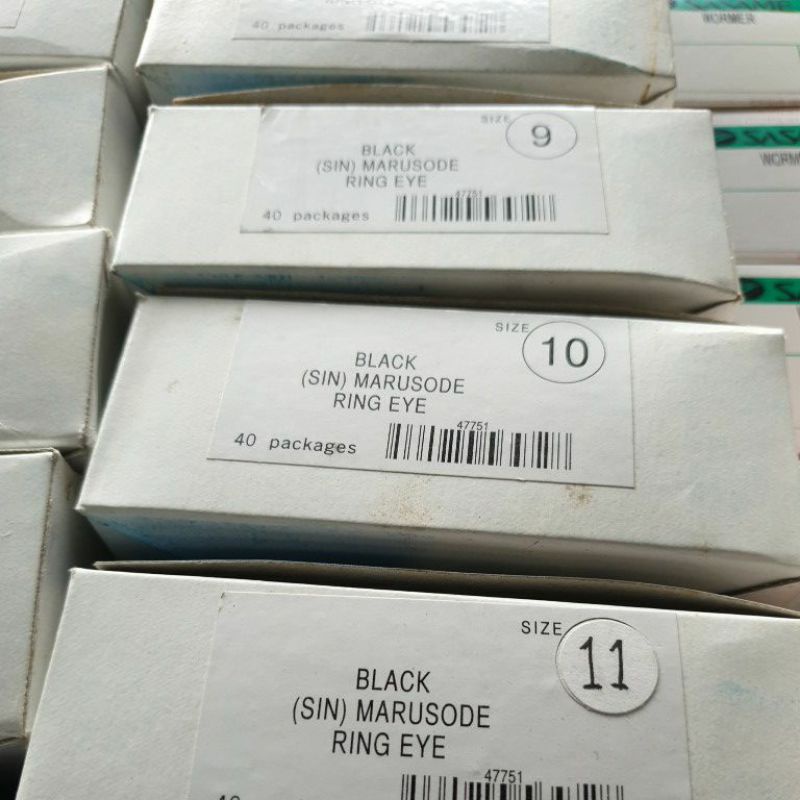 40 packages
SASAME
WORMER
SIZE 9
BLACK
(SIN) MARUSODE
RING EYE
47751
40 packages
SIZE 10
BLACK
(SIN) MARUSODE
RING EYE
47751
40 packages
SIZE 11
BLACK
(SIN) MARUSODE
RING EYE
47751